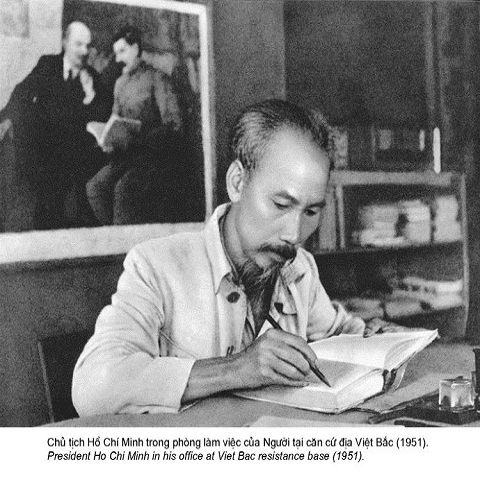 Chủ tịch Hồ Chí Minh trong phòng làm việc của Người tại căn cứ địa Việt Bắc (1951).
President Ho Chi Minh in his office at Viet Bac resistance base (1951).